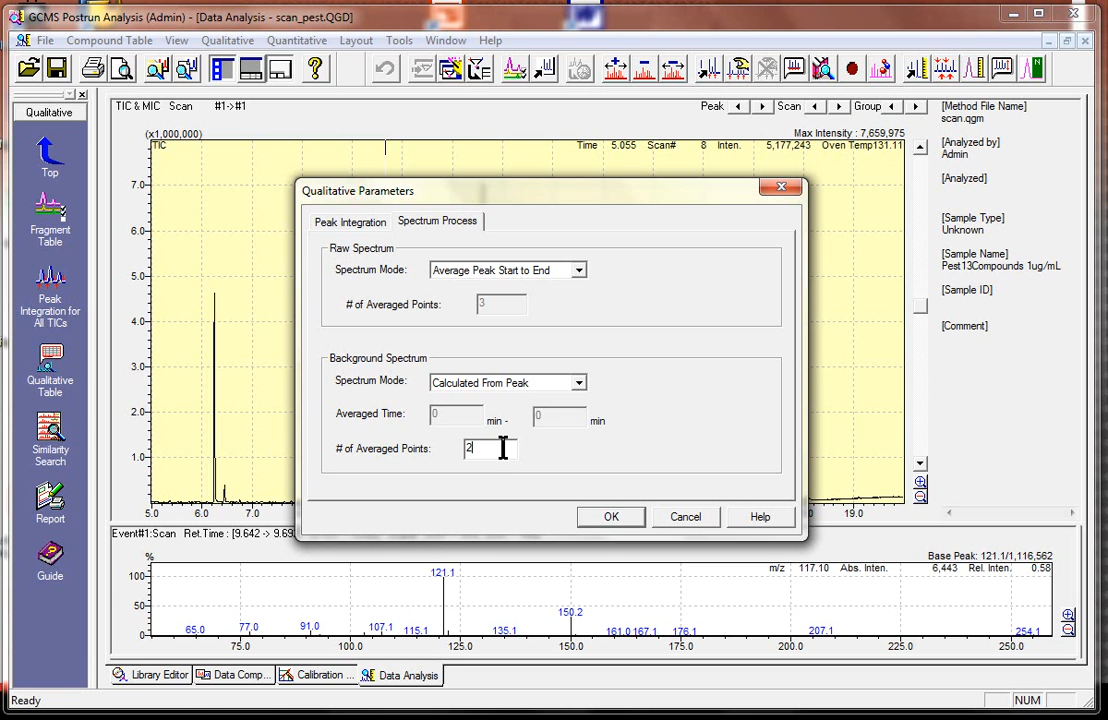 GCMS Postrun Analysis (Admin) - [Data Analysis - scan_pest.QGD]
File Compound Table View Qualitative Quantitative Layout Tools Window Help
Qualitative
Top
Fragment
Table
Peak
Integration for
All TICs
Qualitative
Table
Similarity
Search
Report
Guide
TIC & MIC Scan #1->#1
Peak Scan Group
(x1,000,000)
Max Intensity : 7,659,975
TIC
Time 5.055 Scan# 8 Inten. 5,177,243 Oven Temp131.11
7.0
6.0
5.0
4.0
3.0
2.0
1.0
5.0 6.0 7.0 19.0
[Method File Name]
scan.qgm
[Analyzed by]
Admin
[Analyzed]
[Sample Type]
Unknown
[Sample Name]
Pest13Compounds 1ug/mL
[Sample ID]
[Comment]
Qualitative Parameters
Peak Integration Spectrum Process
Raw Spectrum
Spectrum Mode: Average Peak Start to End
# of Averaged Points: 3
Background Spectrum
Spectrum Mode: Calculated From Peak
Averaged Time: 0 min - 0 min
# of Averaged Points: 2
OK Cancel Help
Event#1:Scan Ret.Time : [9.642 ->
Base Peak: 121.1/1,116,562
%
m/z 117.10 Abs. Inten. 6,443 Rel. Inten. 0.58
100
50
0
121.1
150.2
65.0 77.0 91.0 107.1 115.1 135.1 161.0 167.1 176.1 207.1 254.1
75.0 100.0 125.0 150.0 175.0 200.0 225.0 250.0
Library Editor Data Comp... Calibration ... Data Analysis
Ready NUM